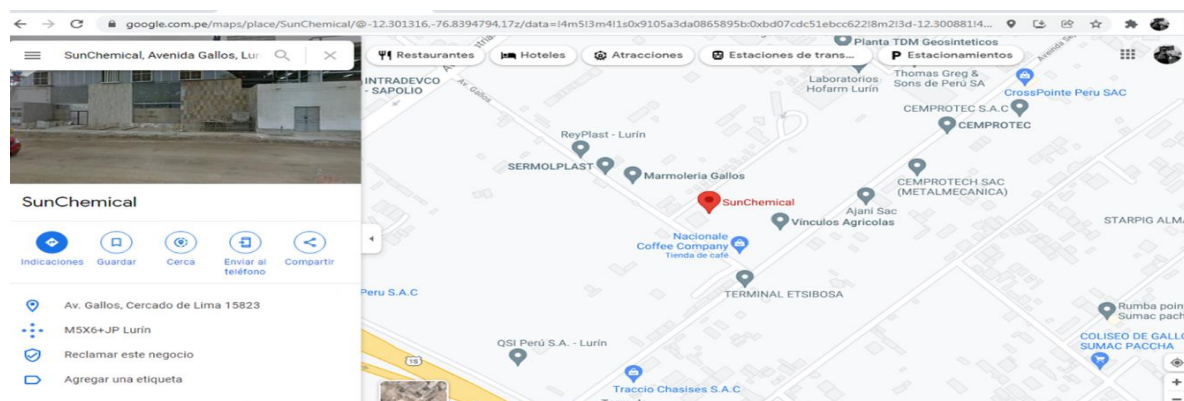 google.com.pe/maps/place/SunChemical/@-12.301316,-76.8394794,17z/data=!4m5!3m4!1s0x9105a3da0865895b:0xbd07cdc51ebcc622!8m2!3d-12.300881!4...
SunChemical, Avenida Gallos, Lur
Restaurantes
Hoteles
Atracciones
Estaciones de trans...
Estacionamientos
SunChemical
Indicaciones
Guardar
Cerca
Enviar al
teléfono
Compartir
Av. Gallos, Cercado de Lima 15823
M5X6+JP Lurín
Reclamar este negocio
Agregar una etiqueta
Planta TDM Geosinteticos
INTRADEVCO
- SAPOLIO
Av. Gallos
Laboratorios
Hofarm Lurín
Thomas Greg &
Sons de Perú SA
CrossPointe Peru SAC
CEMPROTEC S.A.C
CEMPROTEC
ReyPlast - Lurín
SERMOLPLAST
Marmoleria Gallos
CEMPROTECH SAC
(METALMECANICA)
SunChemical
Ajani Sac
Vínculos Agricolas
STARPIG ALMA
Nacionale
Coffee Company
Tienda de café
TERMINAL ETSIBOSA
Peru S.A.C
Rumba poin
Sumac pach
QSI Perú S.A. - Lurín
COLISEO DE GALLO
SUMAC PACCHA
1S
Traccio Chasises S.A.C